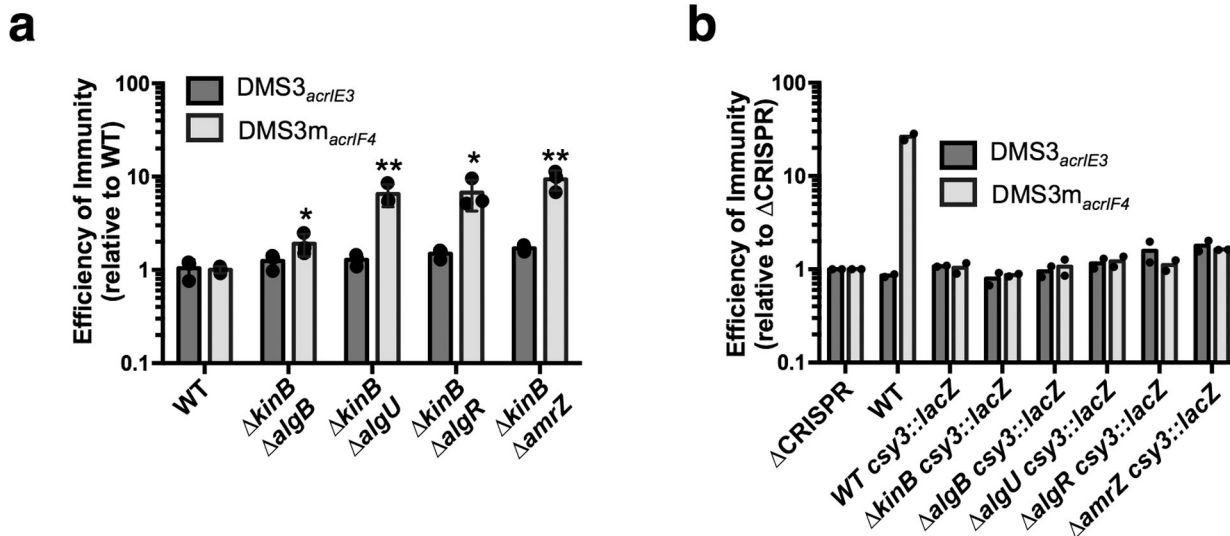 a
Efficiency of Immunity
(relative to WT)
100
10
1
0.1
DMS3acrIE3
DMS3macrIF4
*
**
*
**
WT
ΔkinB
ΔalgB
ΔkinB
ΔalgU
ΔkinB
ΔalgR
ΔkinB
ΔamrZ
b
Efficiency of Immunity
(relative to ΔCRISPR)
100
10
1
0.1
DMS3acrIE3
DMS3macrIF4
ΔCRISPR
WT
WT csy3::lacZ
ΔkinB csy3::lacZ
ΔalgB csy3::lacZ
ΔalgU csy3::lacZ
ΔalgR csy3::lacZ
ΔamrZ csy3::lacZ